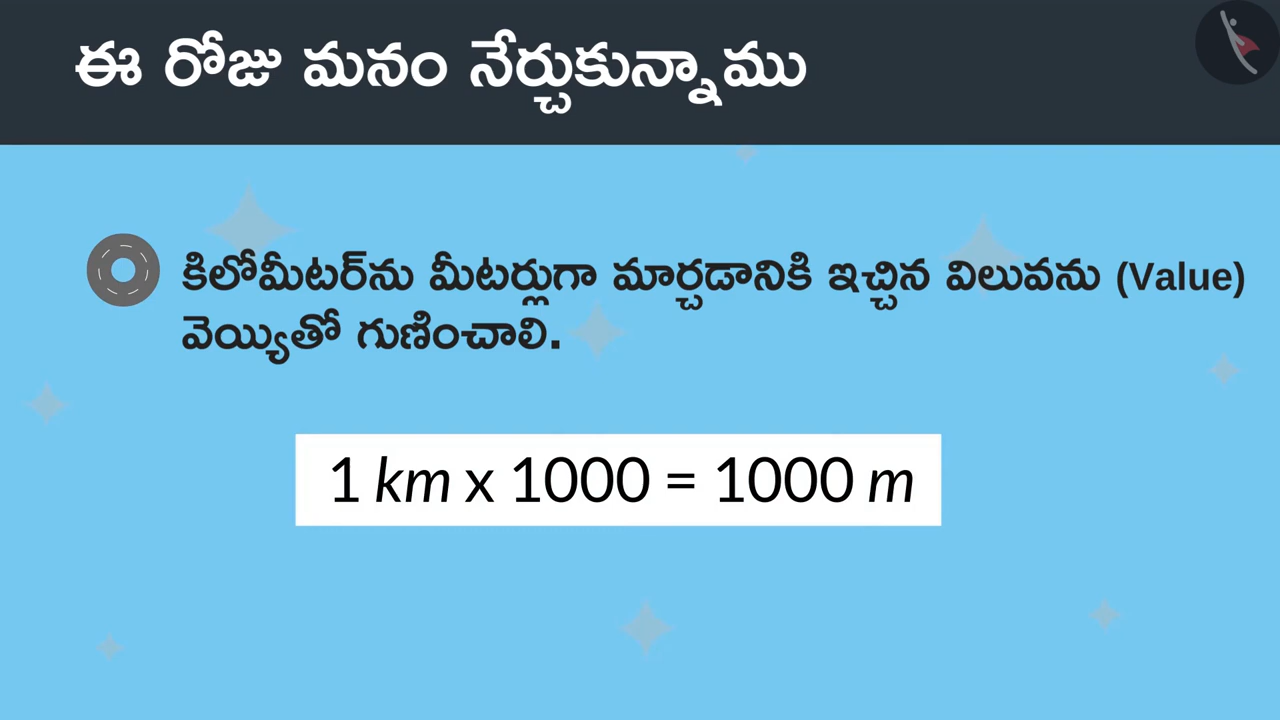 ఈ రోజు మనం నేర్చుకున్నాము
కిలోమీటర్‌ను మీటర్లుగా మార్చడానికి ఇచ్చిన విలువను (Value)
వెయ్యితో గుణించాలి.
1 km x 1000 = 1000 m